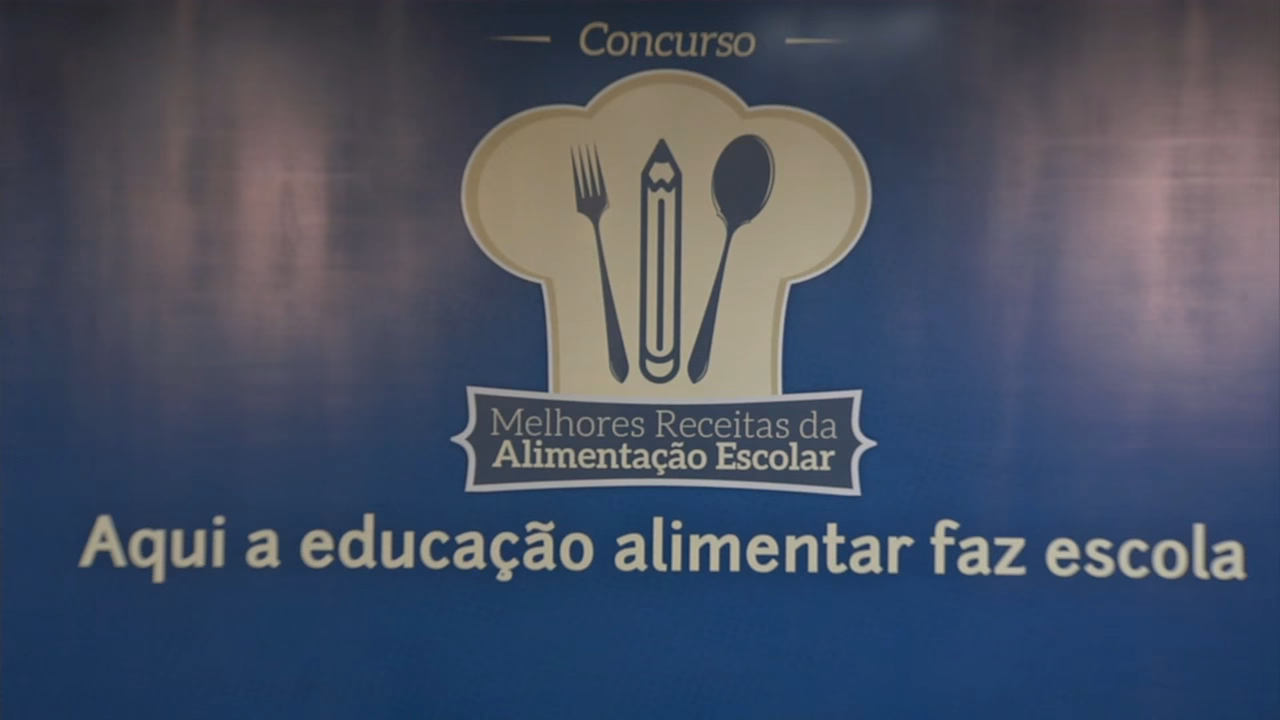 Concurso
Melhores Receitas da
Alimentação Escolar
Aqui a educação alimentar faz escola